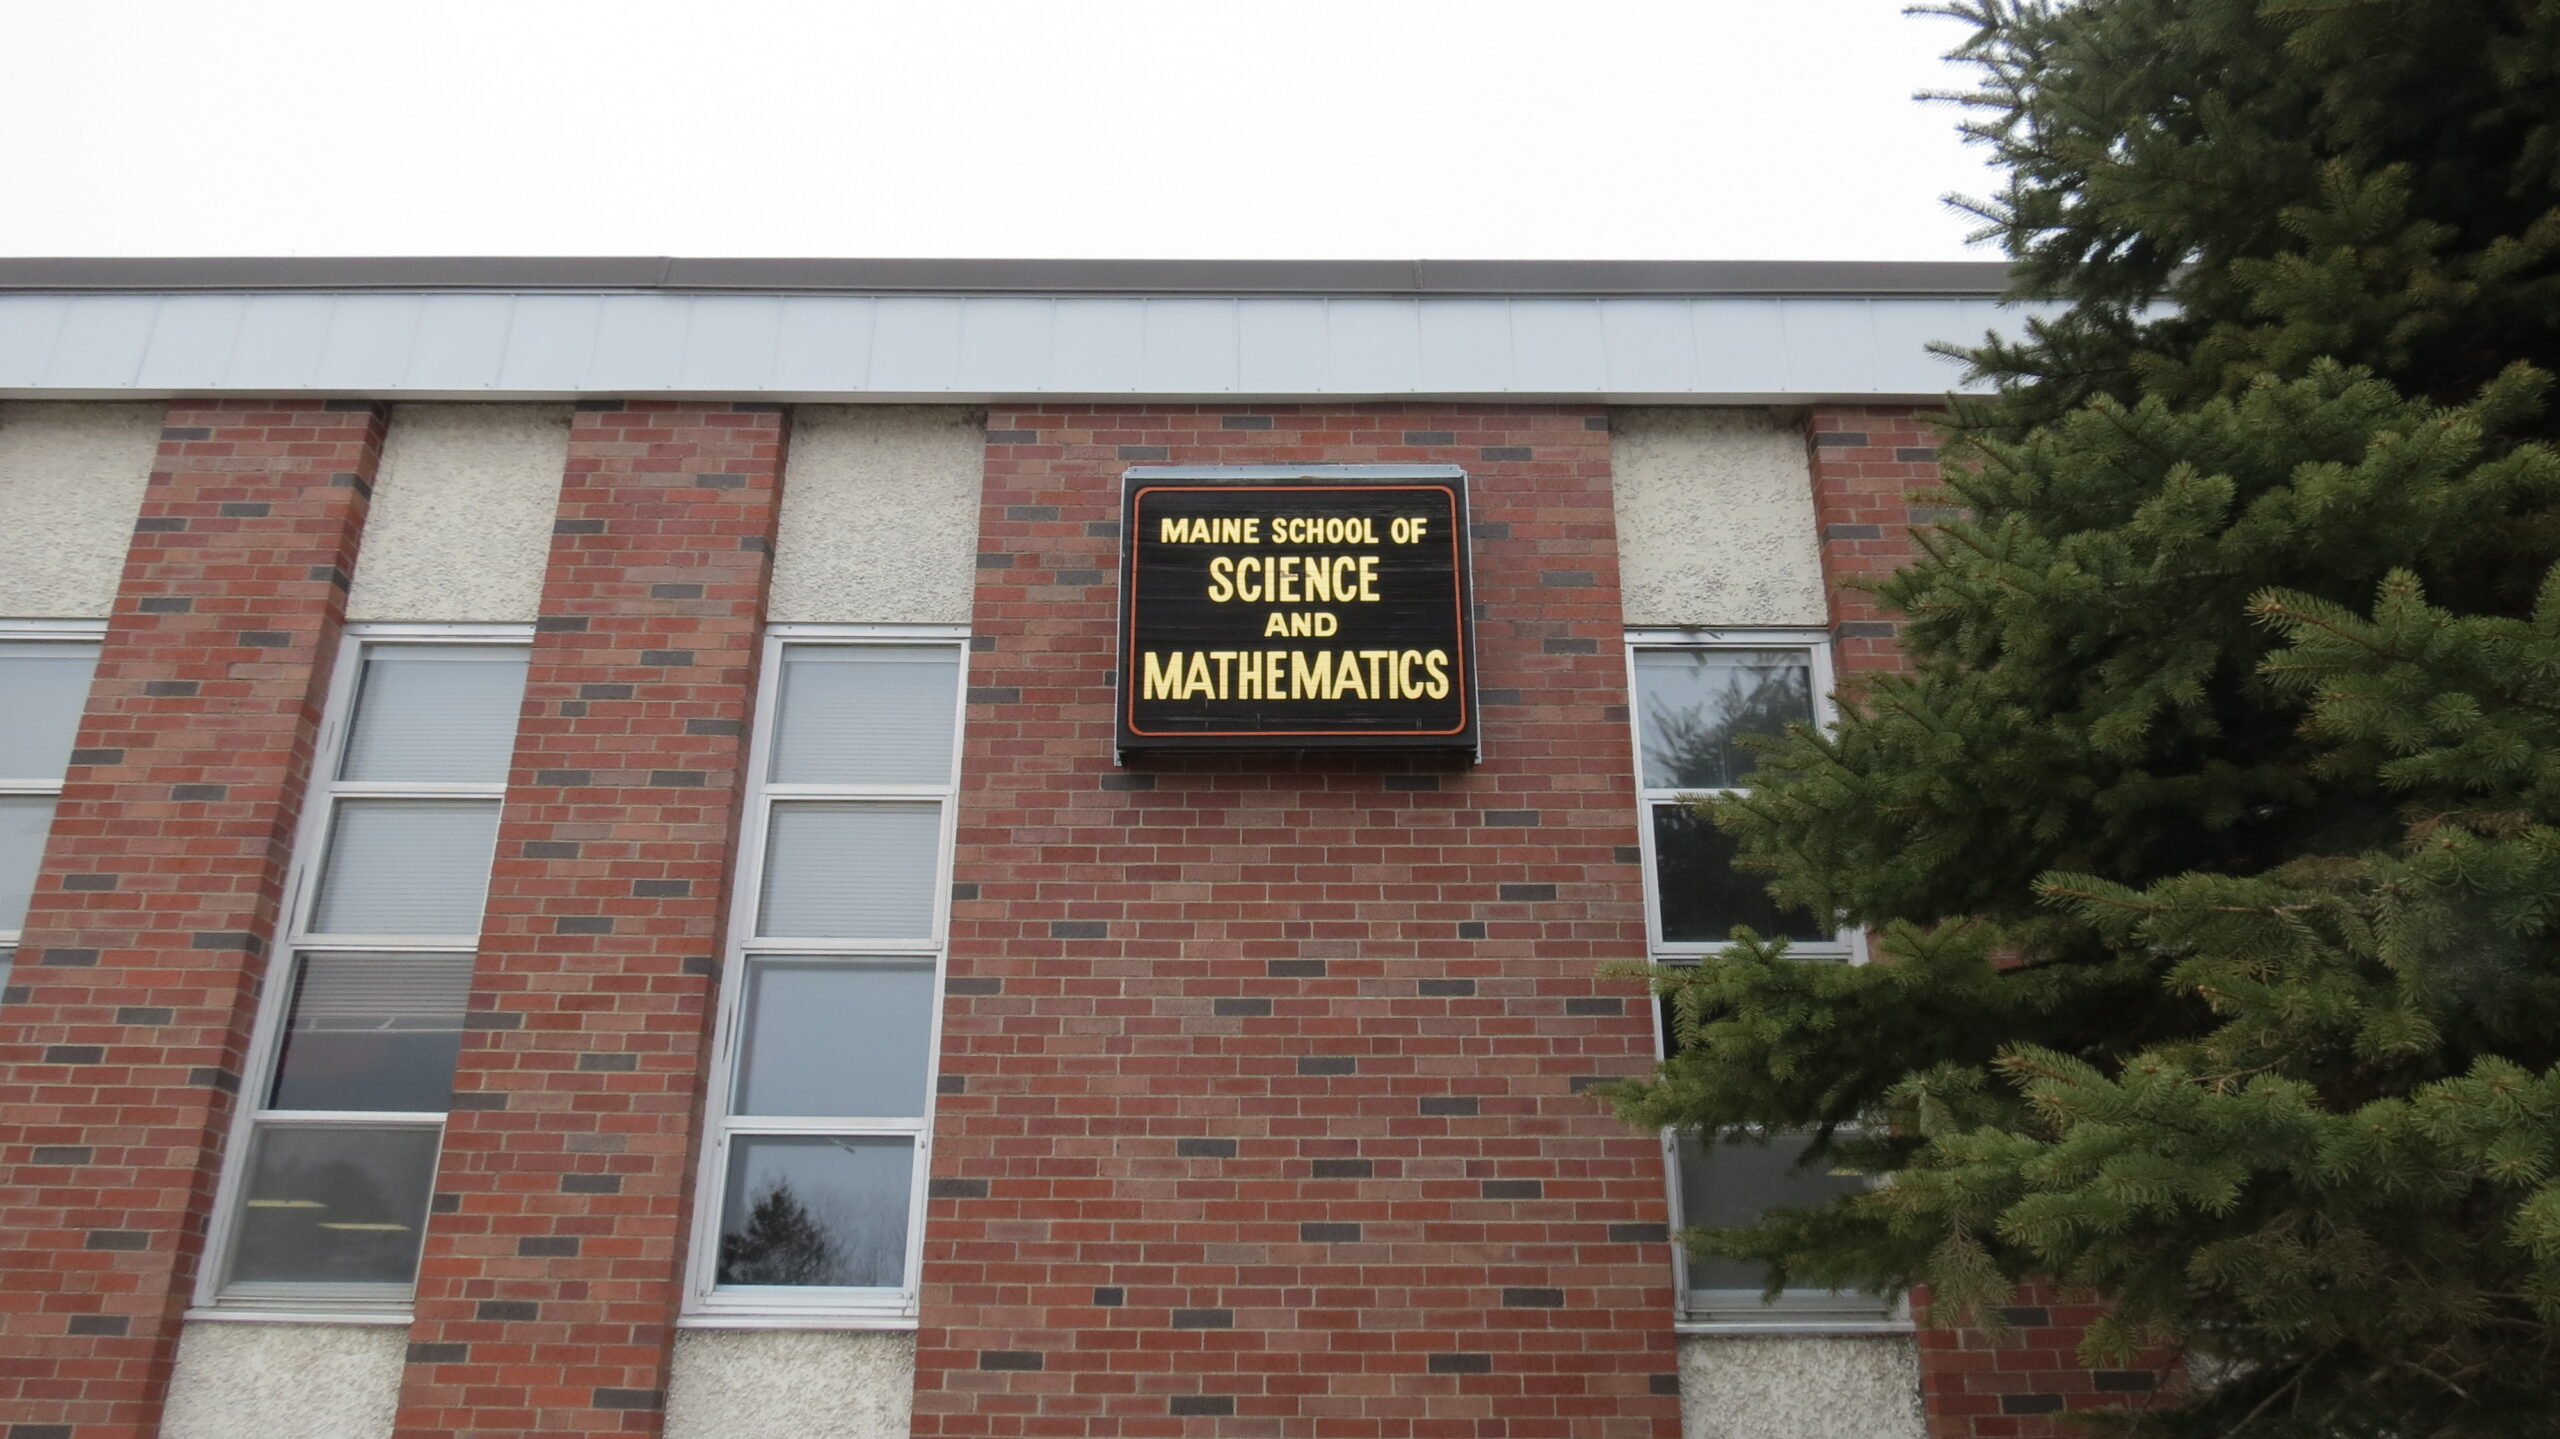 MAINE SCHOOL OF
SCIENCE
AND
MATHEMATICS